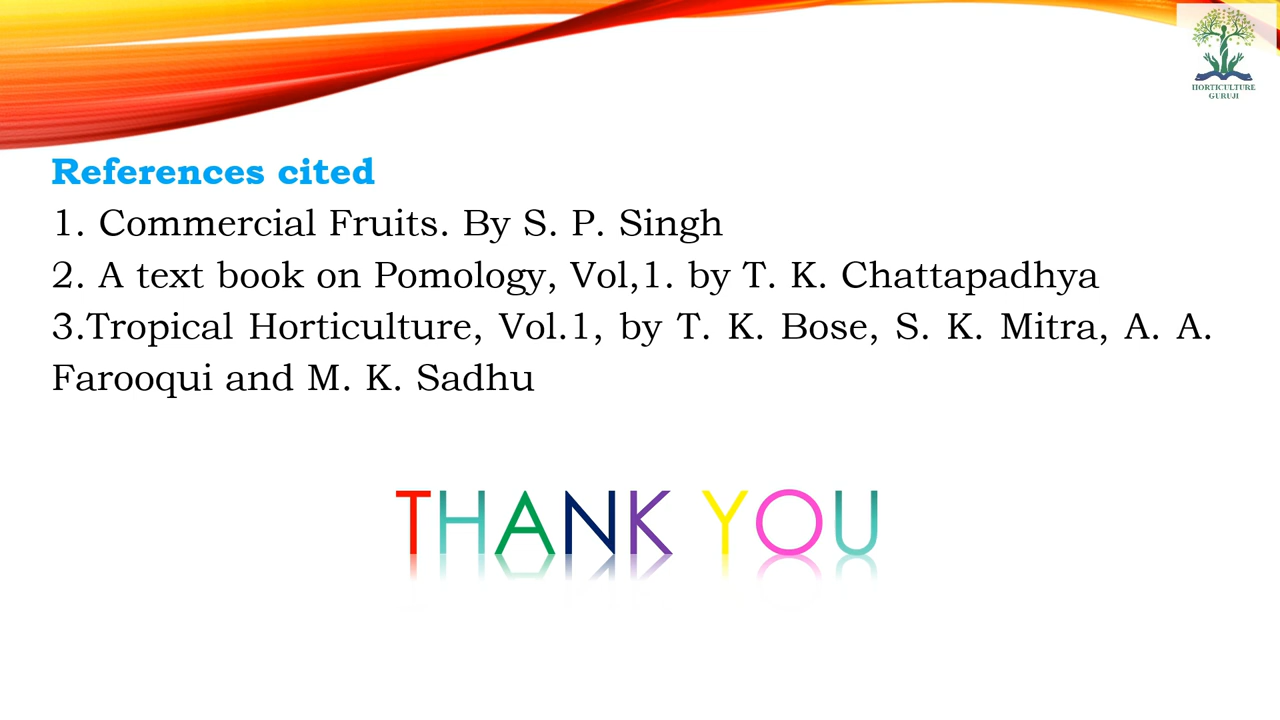 HORTICULTURE
GURUJI
References cited
1. Commercial Fruits. By S. P. Singh
2. A text book on Pomology, Vol,1. by T. K. Chattapadhya
3.Tropical Horticulture, Vol.1, by T. K. Bose, S. K. Mitra, A. A.
Farooqui and M. K. Sadhu
THANK YOU